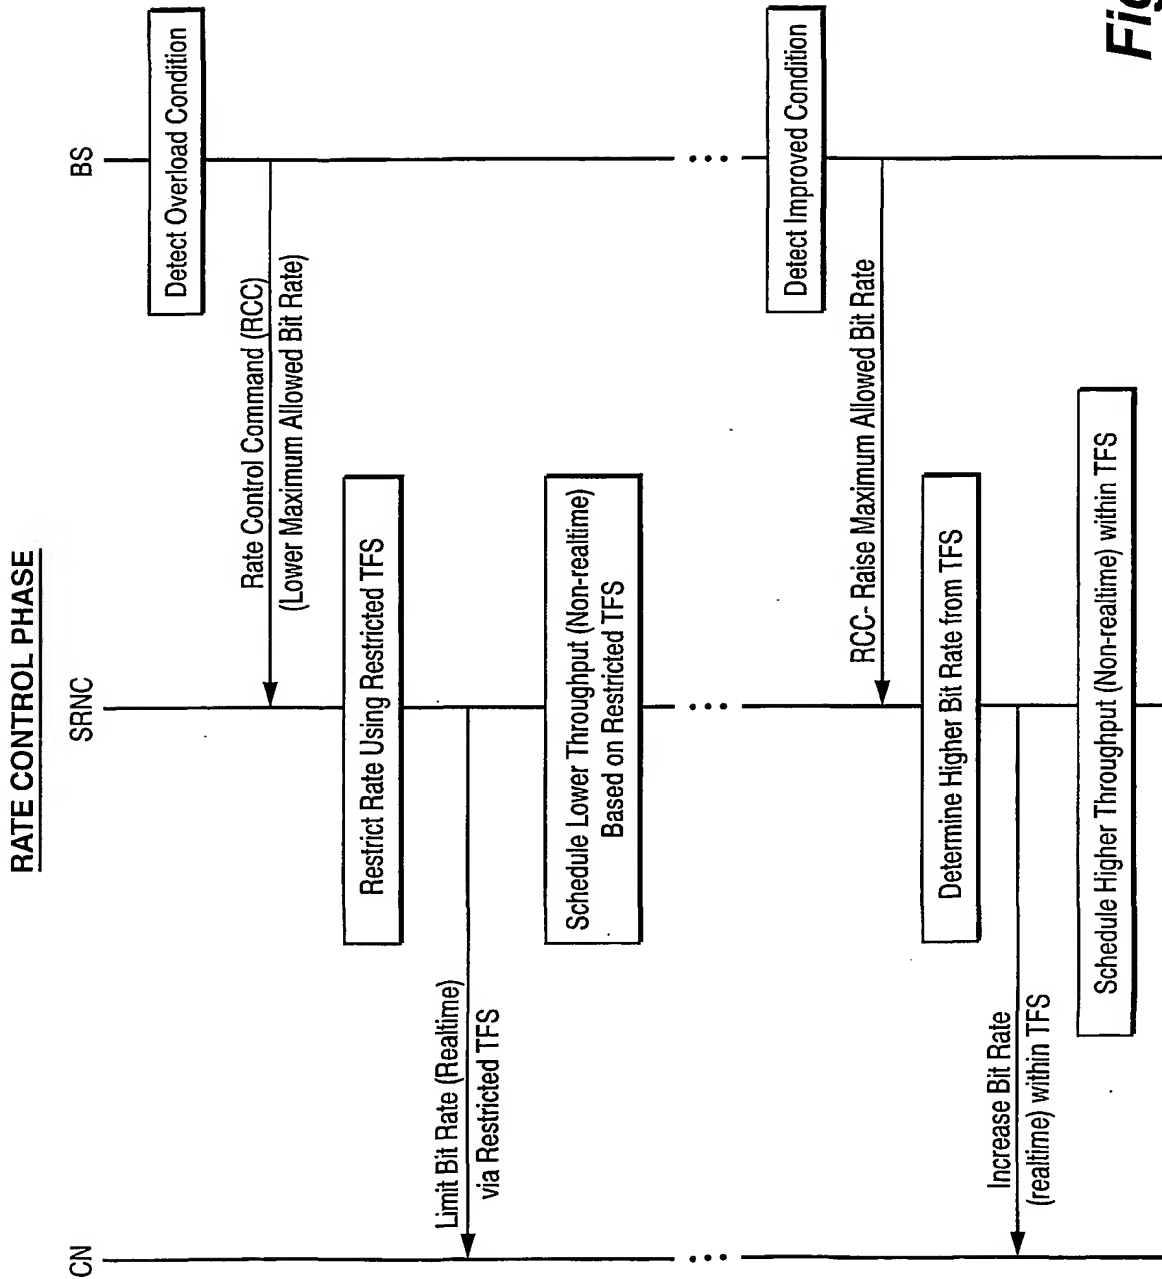 RATE CONTROL PHASE
CN
SRNC
BS
Detect Overload Condition
Rate Control Command (RCC)
(Lower Maximum Allowed Bit Rate)
Restrict Rate Using Restricted TFS
Limit Bit Rate (Realtime)
via Restricted TFS
Schedule Lower Throughput (Non-realtime)
Based on Restricted TFS
Detect Improved Condition
RCC- Raise Maximum Allowed Bit Rate
Determine Higher Bit Rate from TFS
Increase Bit Rate
(realtime) within TFS
Schedule Higher Throughput (Non-realtime) within TFS